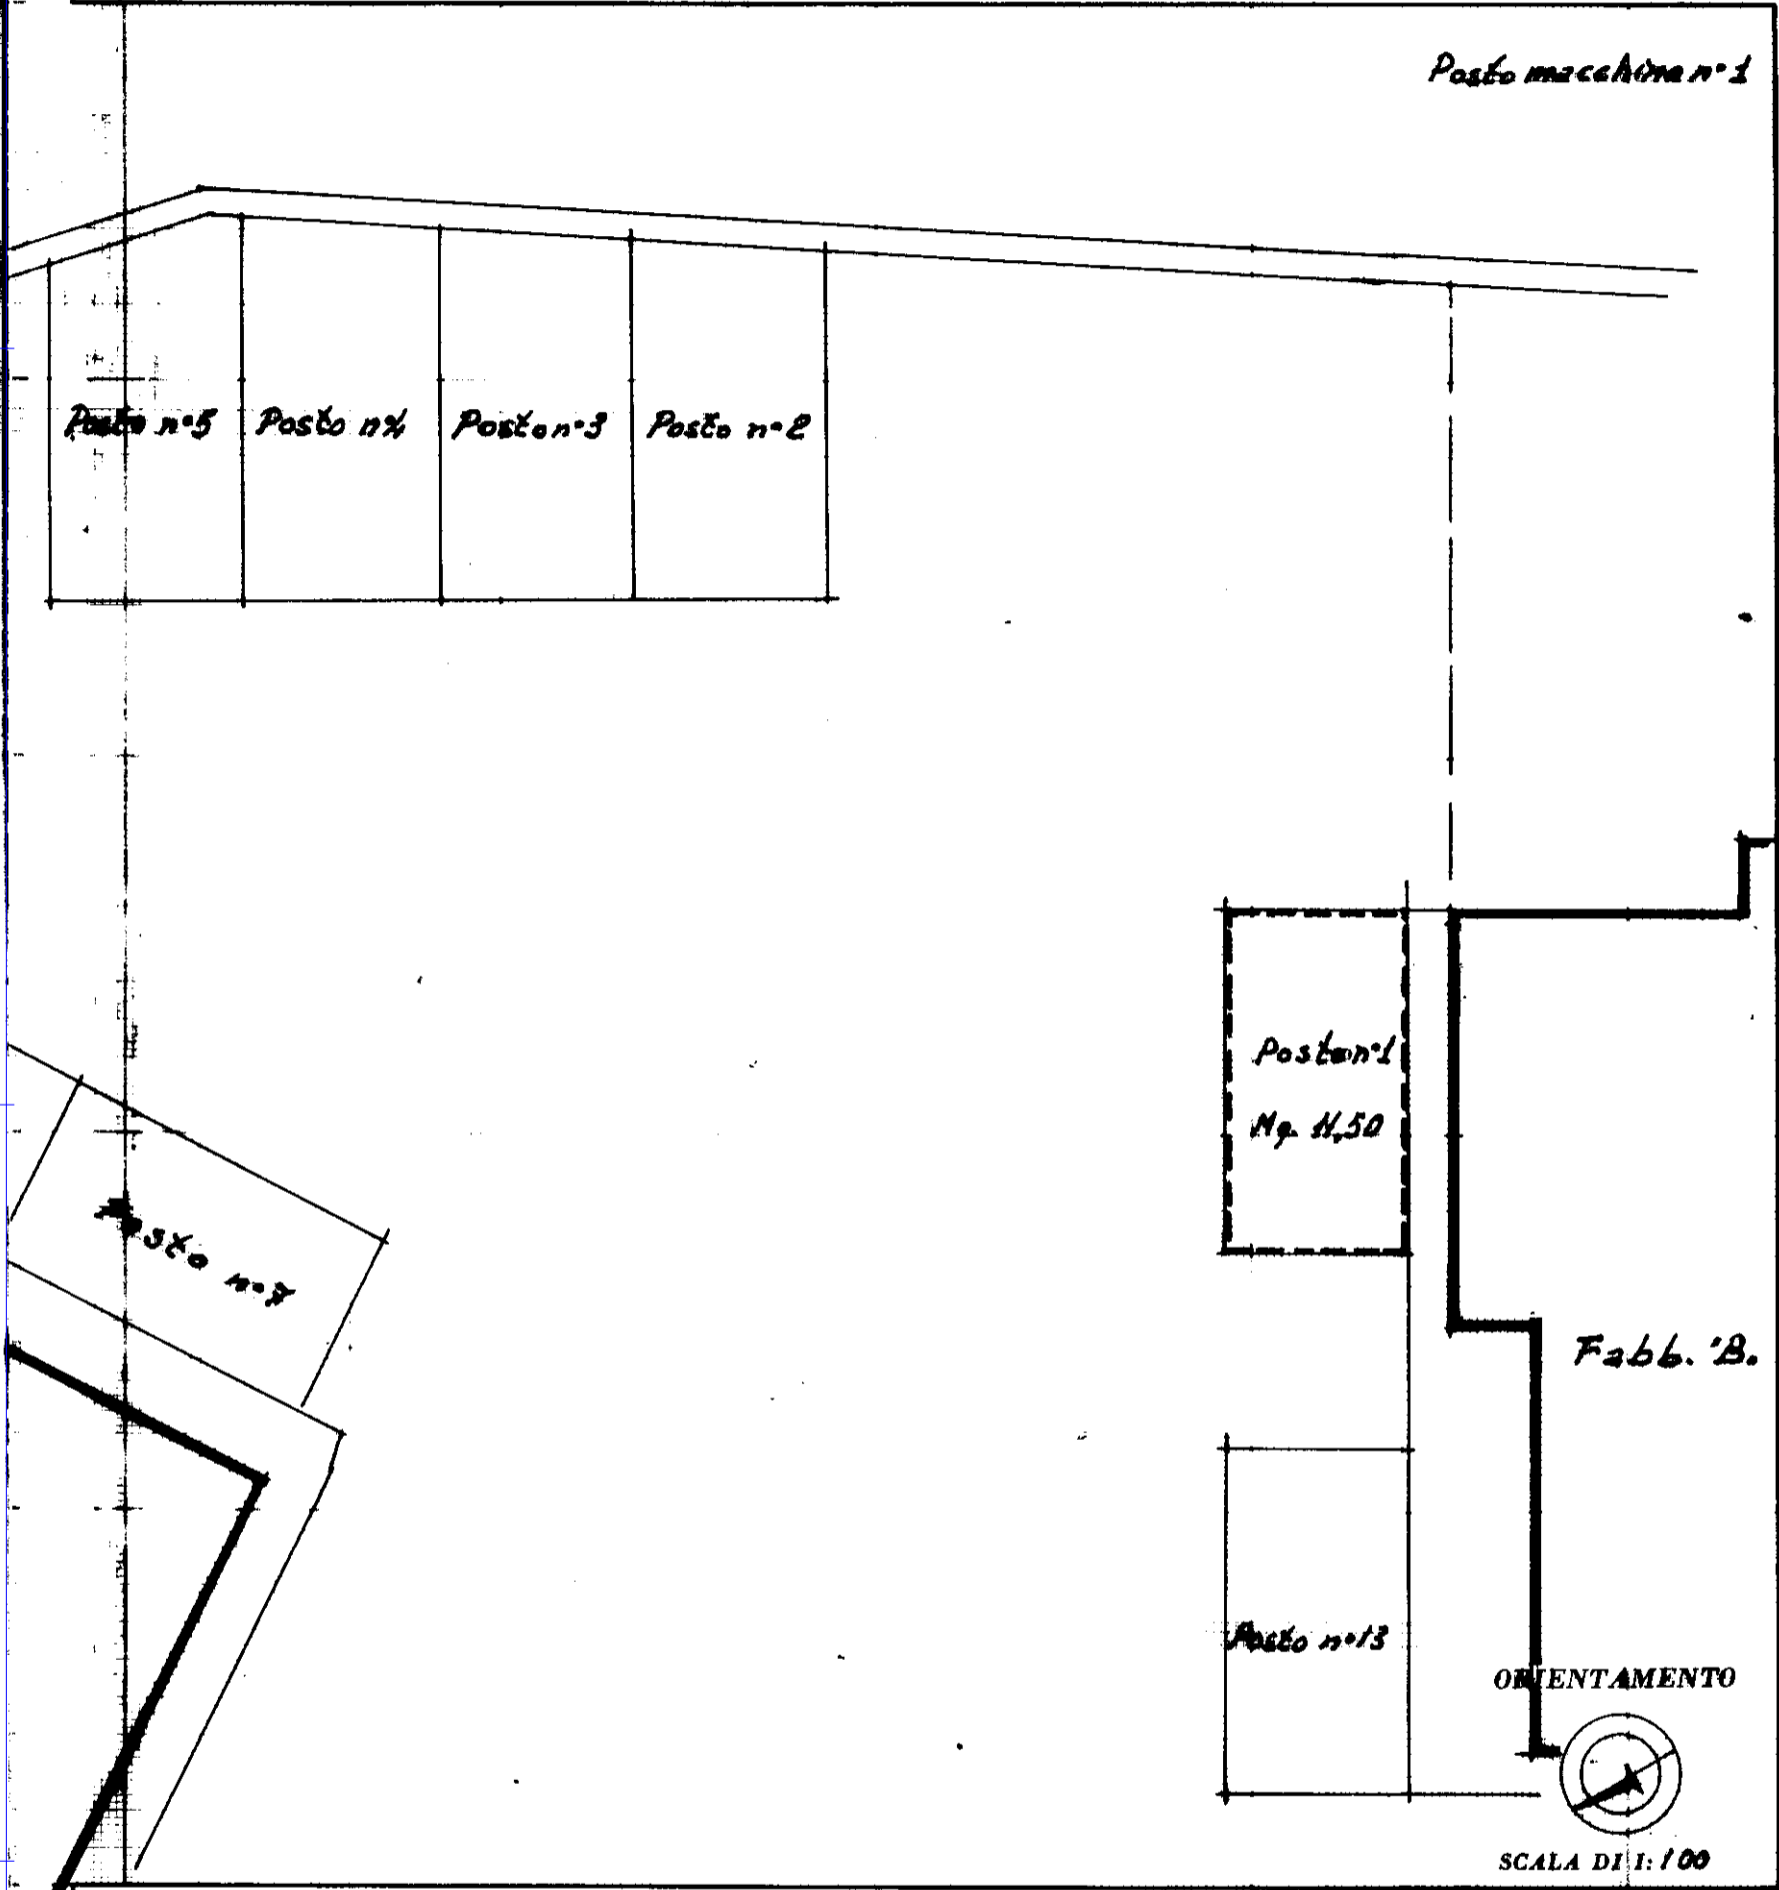 Posto macchina n° 1
Posto n° 5
Posto n° 4
Posto n° 3
Posto n° 2
Posto n° 1
Mq. 11,50
Posto n° 7
Fabb. "B.
Posto n° 13
ORIENTAMENTO
SCALA DI 1: 100